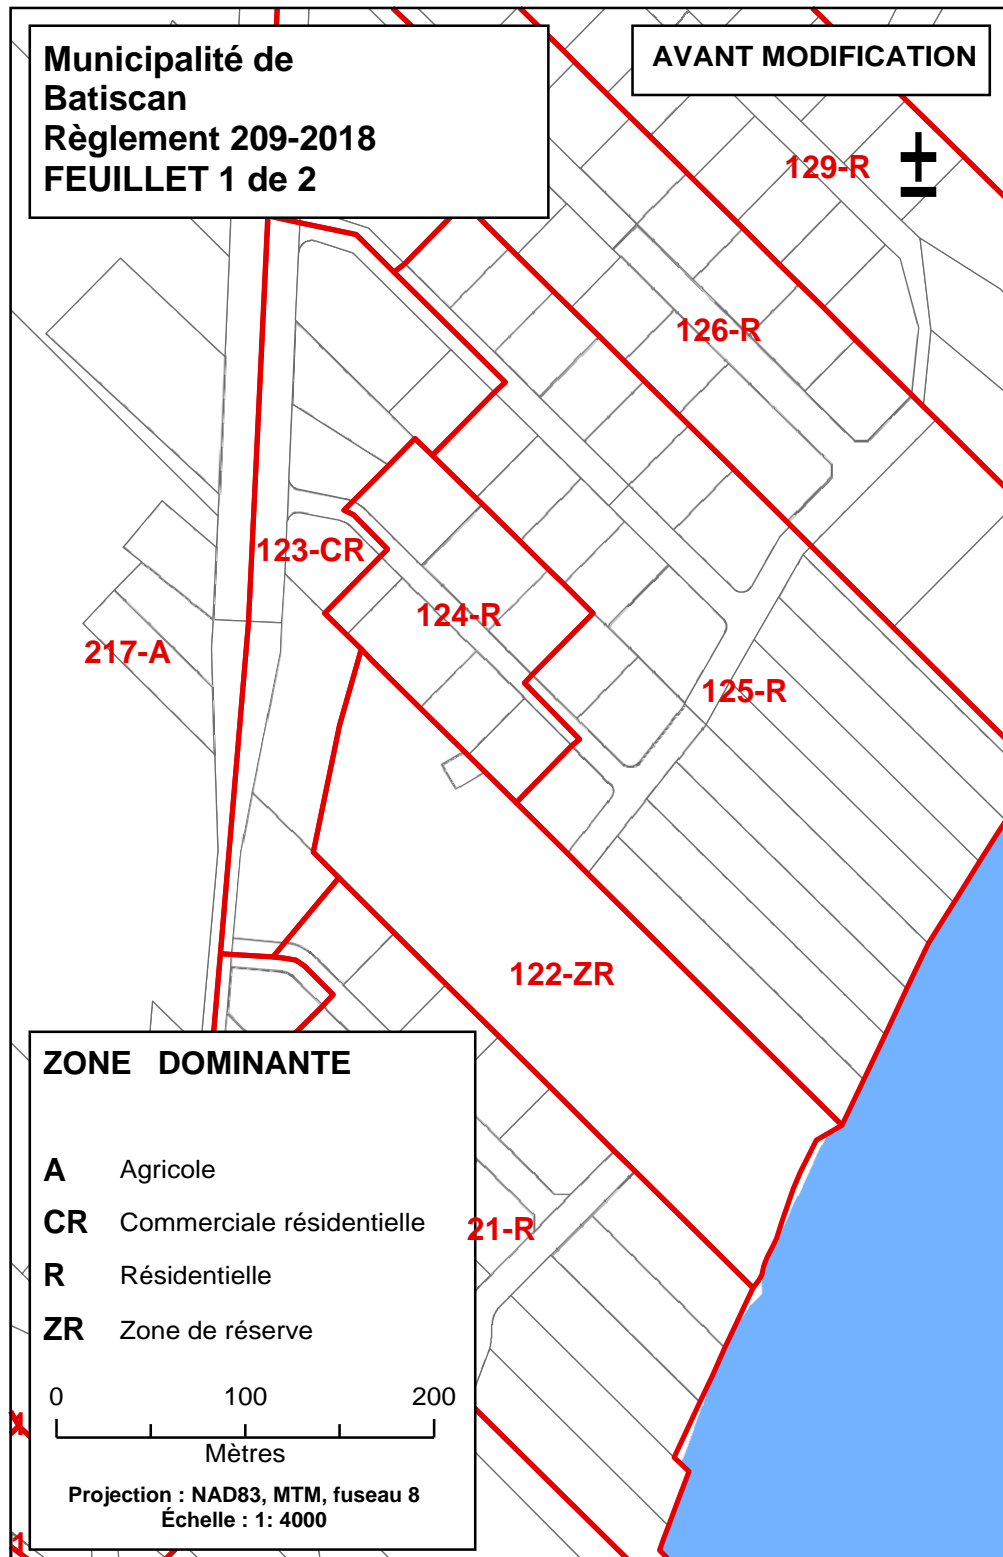 Municipalité de
Batiscan
Règlement 209-2018
FEUILLET 1 de 2
AVANT MODIFICATION
129-R
126-R
123-CR
124-R
217-A
125-R
122-ZR
21-R
ZONE DOMINANTE
A Agricole
CR Commerciale résidentielle
R Résidentielle
ZR Zone de réserve
0 100 200
Mètres
Projection : NAD83, MTM, fuseau 8
Échelle : 1: 4000